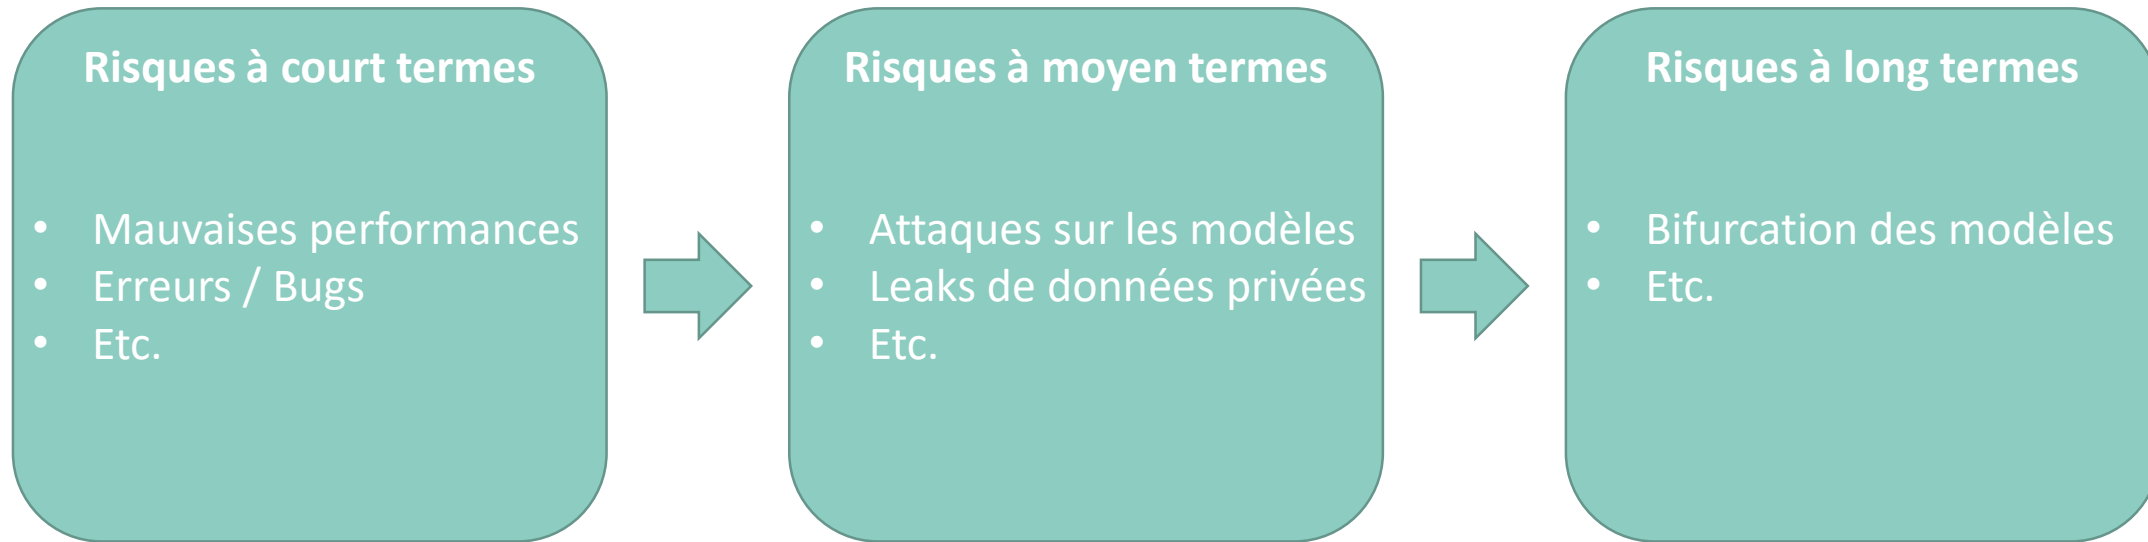 Risques à court termes
• Mauvaises performances
• Erreurs / Bugs
• Etc.
Risques à moyen termes
• Attaques sur les modèles
• Leaks de données privées
• Etc.
Risques à long termes
• Bifurcation des modèles
• Etc.